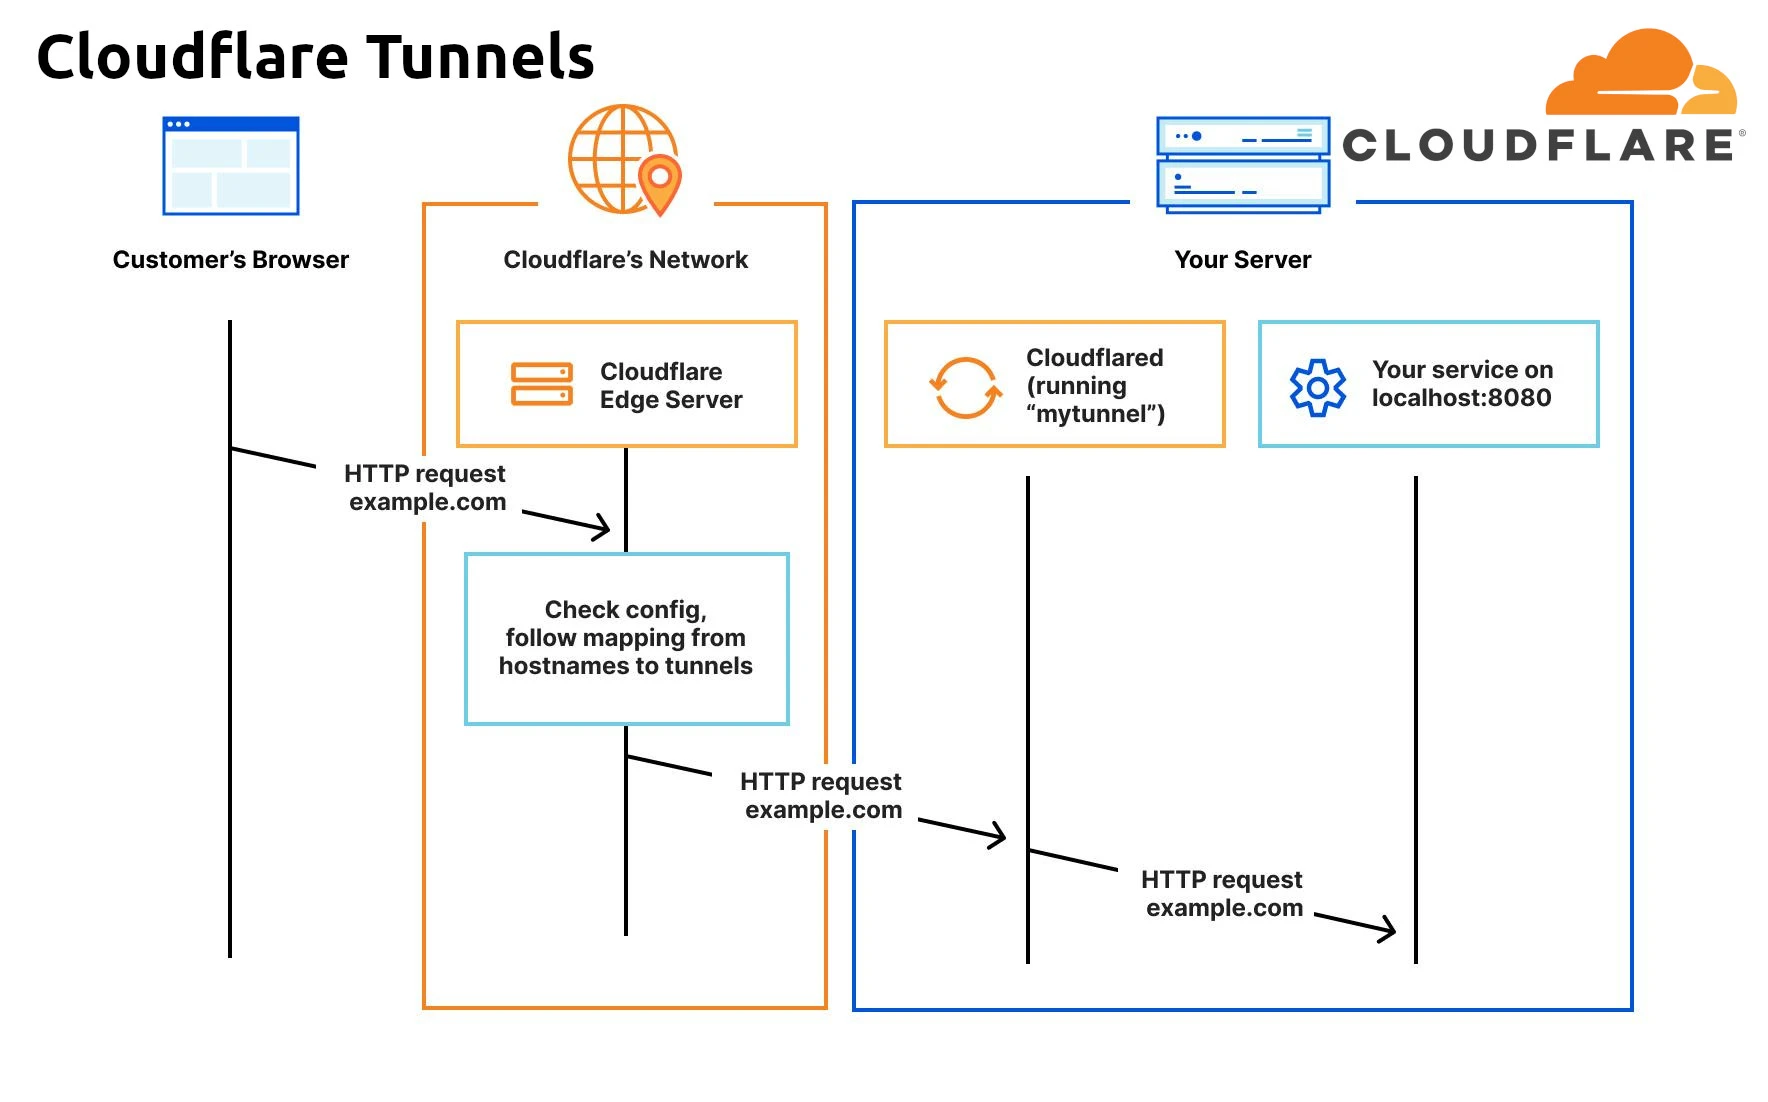 Cloudflare Tunnels
CLOUDFLARE®
Customer’s Browser
Cloudflare’s Network
Your Server
Cloudflare
Edge Server
Cloudflared
(running
“mytunnel”)
Your service on
localhost:8080
HTTP request
example.com
Check config,
follow mapping from
hostnames to tunnels
HTTP request
example.com
HTTP request
example.com